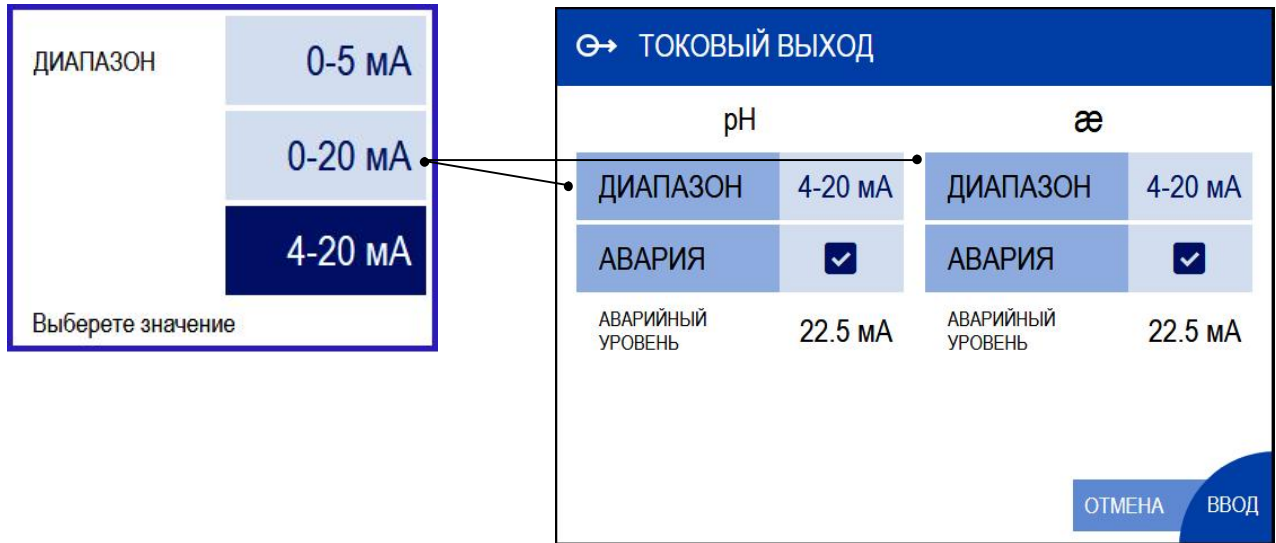 ДИАПАЗОН
0-5 мА
0-20 мА
4-20 мА
Выберете значение
ТОКОВЫЙ ВЫХОД
pH æ
ДИАПАЗОН 4-20 мА ДИАПАЗОН 4-20 мА
АВАРИЯ АВАРИЯ
АВАРИЙНЫЙ УРОВЕНЬ 22.5 мА АВАРИЙНЫЙ УРОВЕНЬ 22.5 мА
ОТМЕНА ВВОД